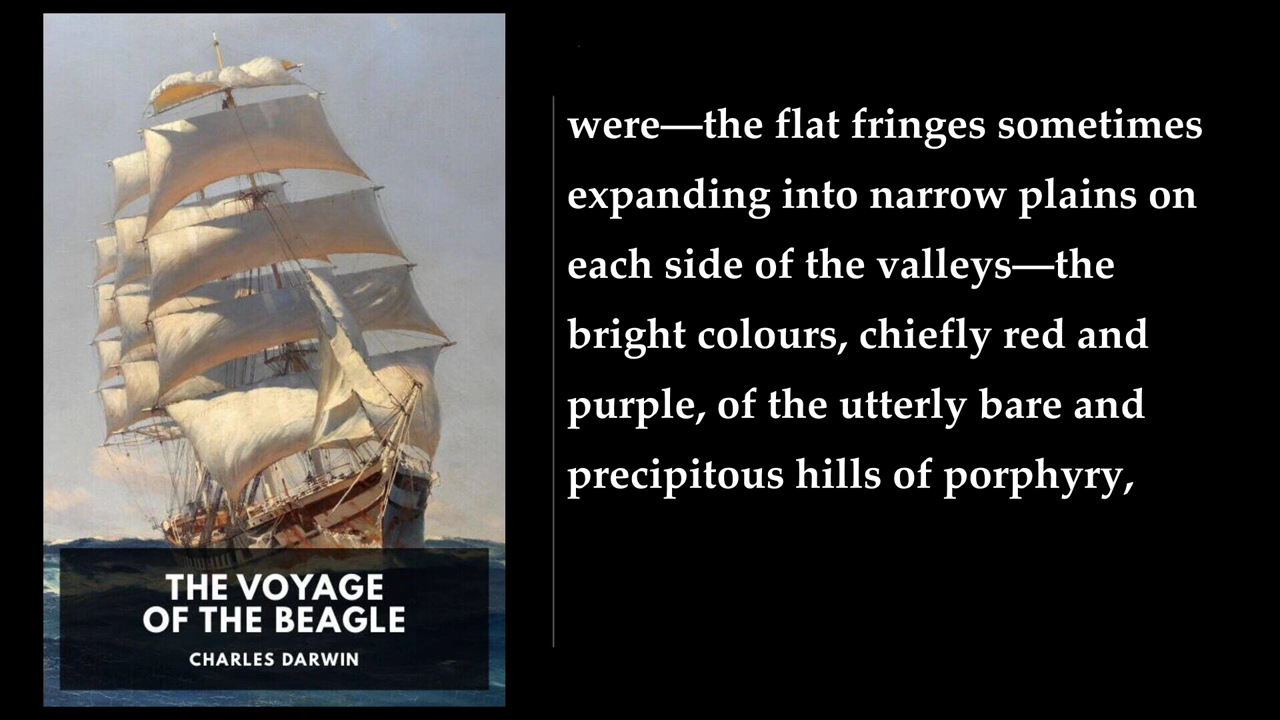 THE VOYAGE
OF THE BEAGLE
CHARLES DARWIN
were—the flat fringes sometimes
expanding into narrow plains on
each side of the valleys—the
bright colours, chiefly red and
purple, of the utterly bare and
precipitous hills of porphyry,